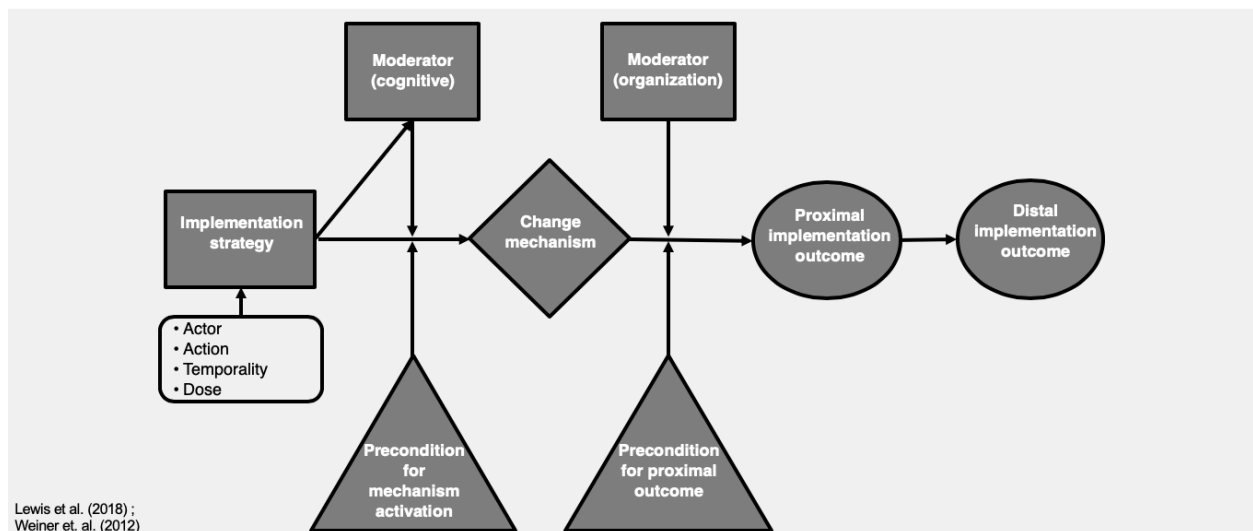 Moderator
(cognitive)
Moderator
(organization)
Implementation
strategy
Change
mechanism
Proximal
implementation
outcome
Distal
implementation
outcome
• Actor
• Action
• Temporality
• Dose
Precondition
for
mechanism
activation
Precondition
for proximal
outcome
Lewis et al. (2018) ;
Weiner et. al. (2012)